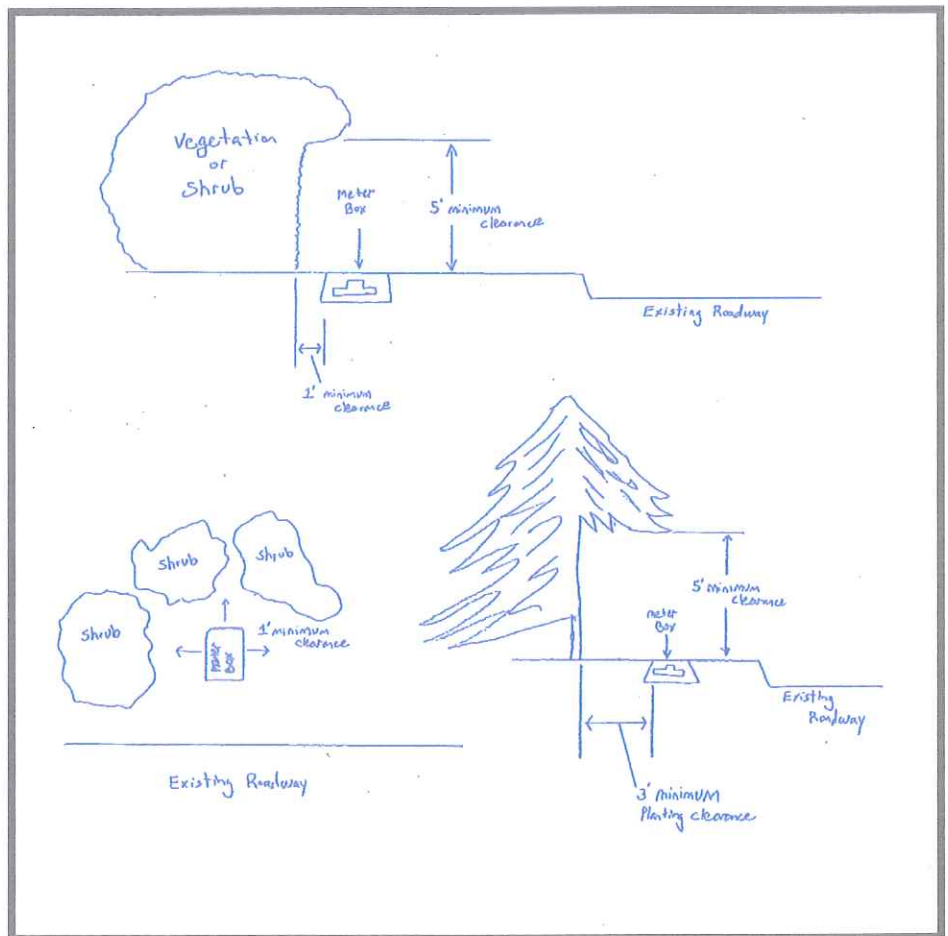 Vegetation
or
Shrub
Meter
Box
5' minimum
clearance
Existing Roadway
1' minimum
clearance
Shrub
Shrub
Shrub
1' minimum
clearance
Meter
Box
Existing Roadway
5' minimum
clearance
meter
Box
Existing
Roadway
3' minimum
Planting clearance